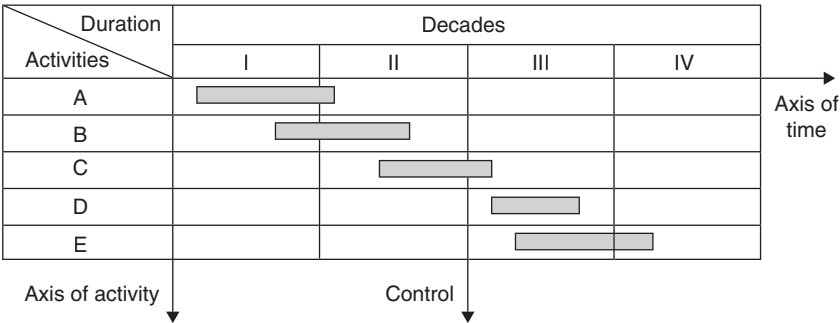 Duration
Decades
Activities
I
II
III
IV
A
Axis of
time
B
C
D
E
Axis of activity
Control